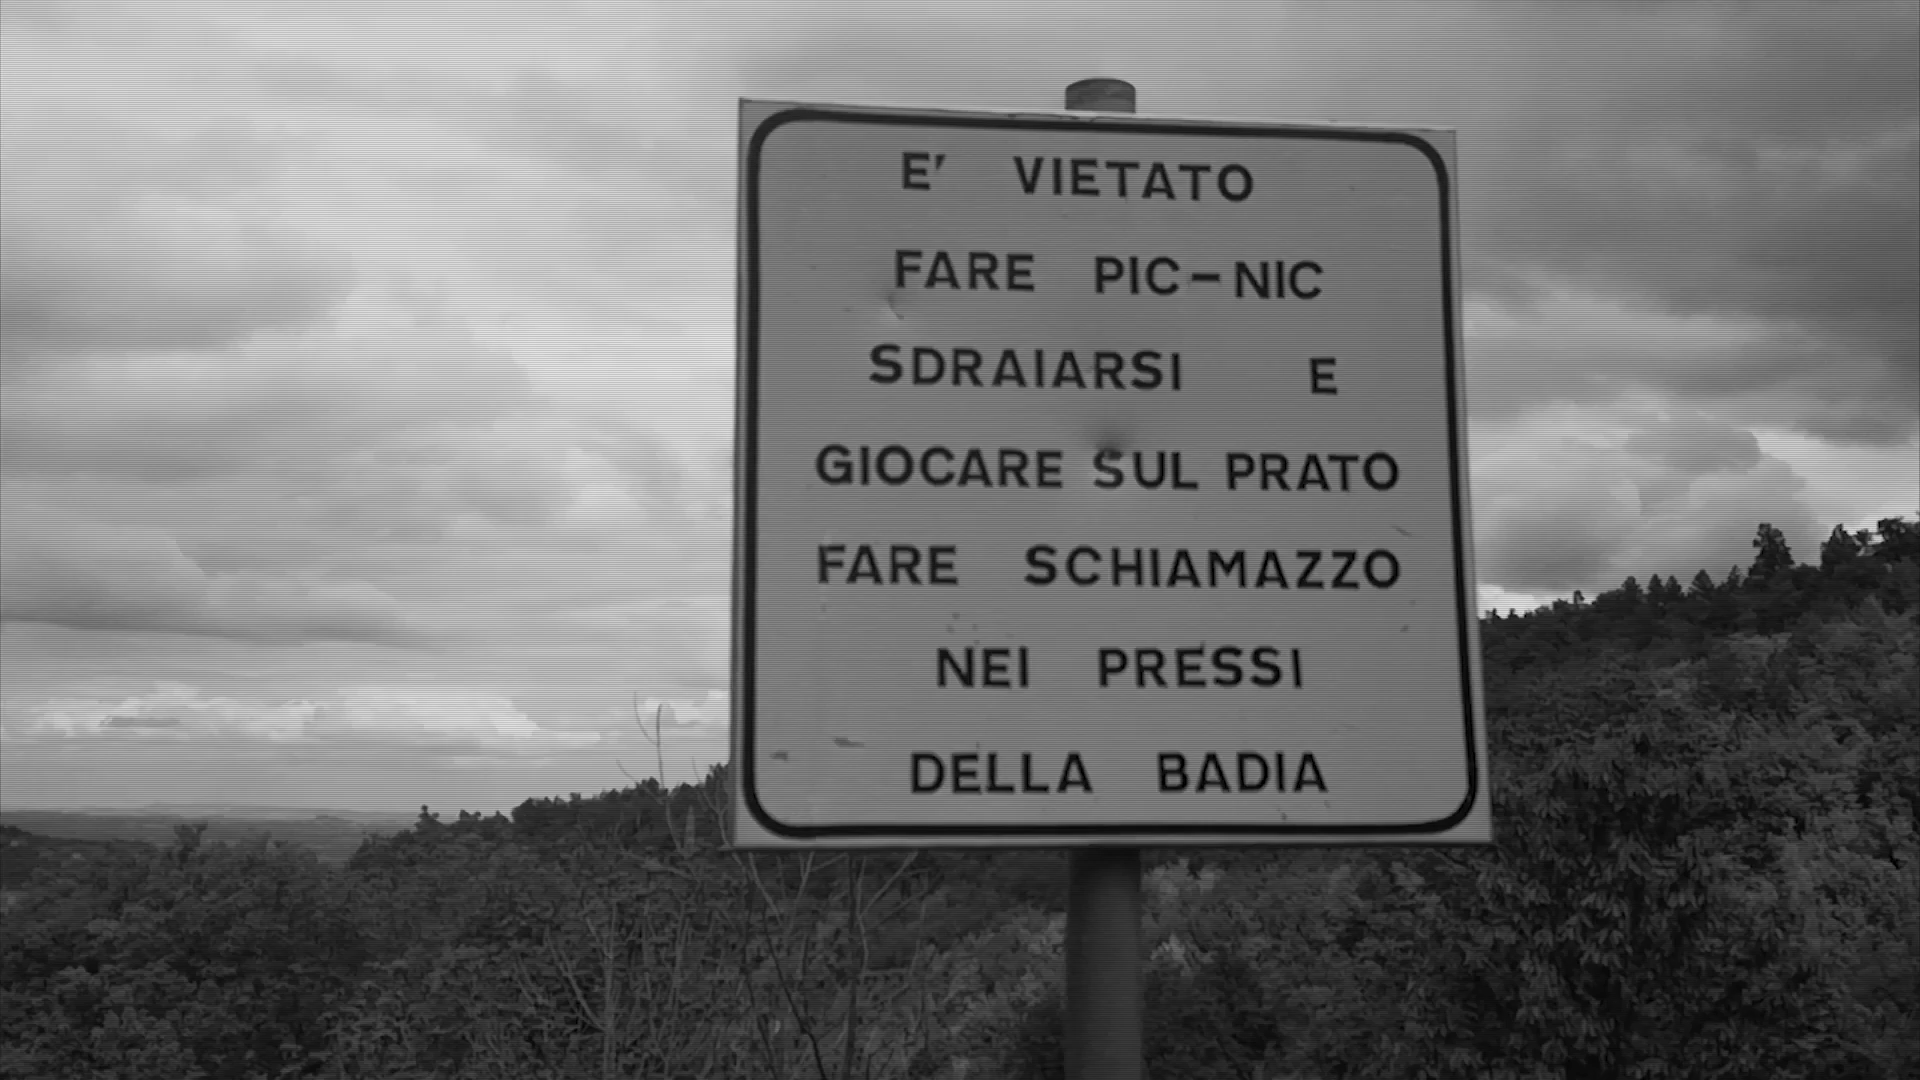 E' VIETATO
FARE PIC-NIC
SDRAIARSI E
GIOCARE SUL PRATO
FARE SCHIAMAZZO
NEI PRESSI
DELLA BADIA